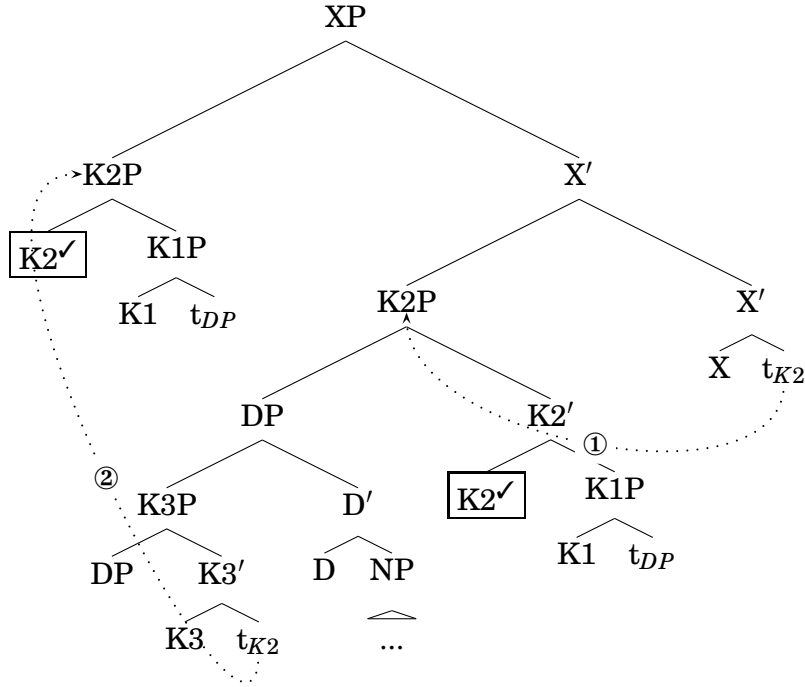 XP
K2P X′
K2✓ K1P
K1 t_DP K2P X′
X t_K2
DP K2′
①
② K3P D′ K2✓ K1P
DP K3′ D NP K1 t_DP
K3 t_K2 ...